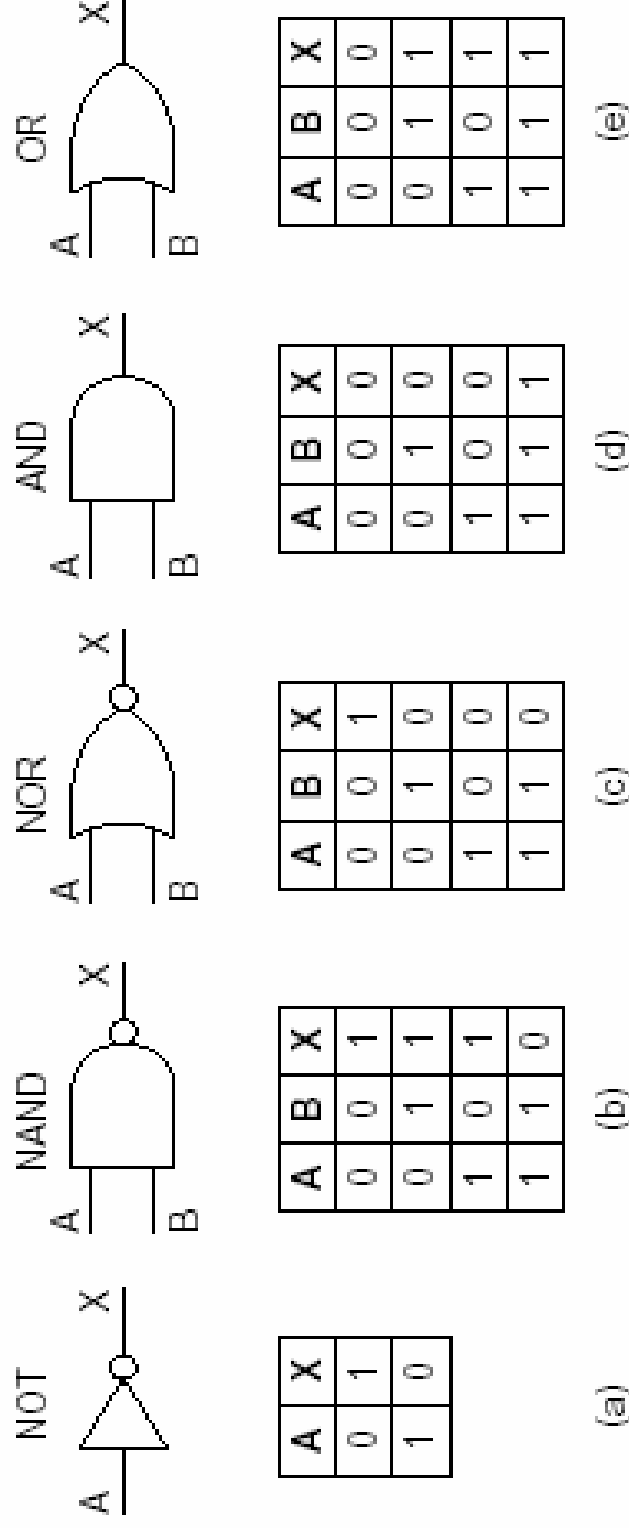 NOT NAND NOR AND OR
A X A X A X A X A X
B B B B
A X A B X A B X A B X A B X
0 1 0 0 1 0 0 1 0 0 0 0 0 0
1 0 0 1 1 0 1 0 0 1 0 0 1 1
1 0 1 1 0 0 1 0 0 1 0 1
1 1 0 1 1 0 1 1 1 1 1 1
(a) (b) (c) (d) (e)